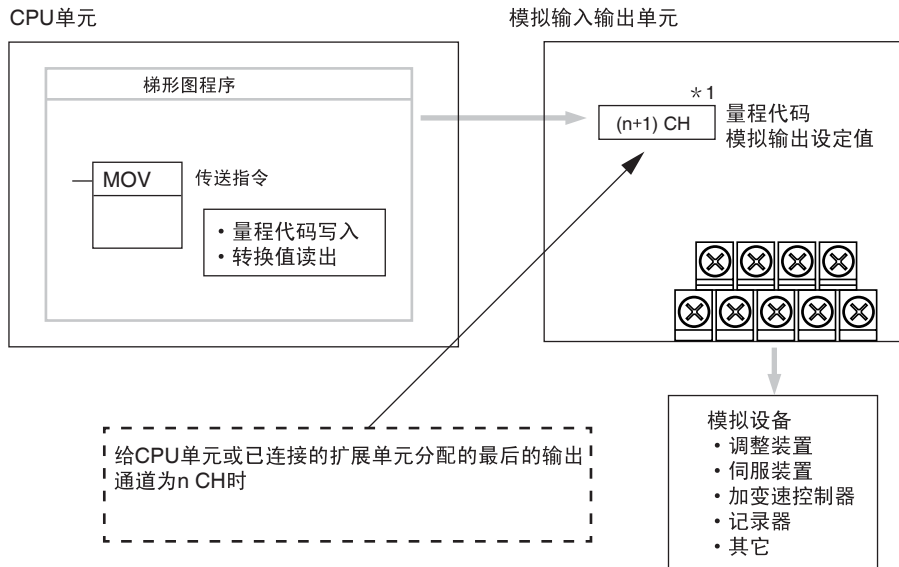 CPU单元
模拟输入输出单元
梯形图程序
MOV
传送指令
・量程代码写入
・转换值读出
＊1
(n+1) CH
量程代码
模拟输出设定值
给CPU单元或已连接的扩展单元分配的最后的输出
通道为n CH时
模拟设备
・调整装置
・伺服装置
・加变速控制器
・记录器
・其它